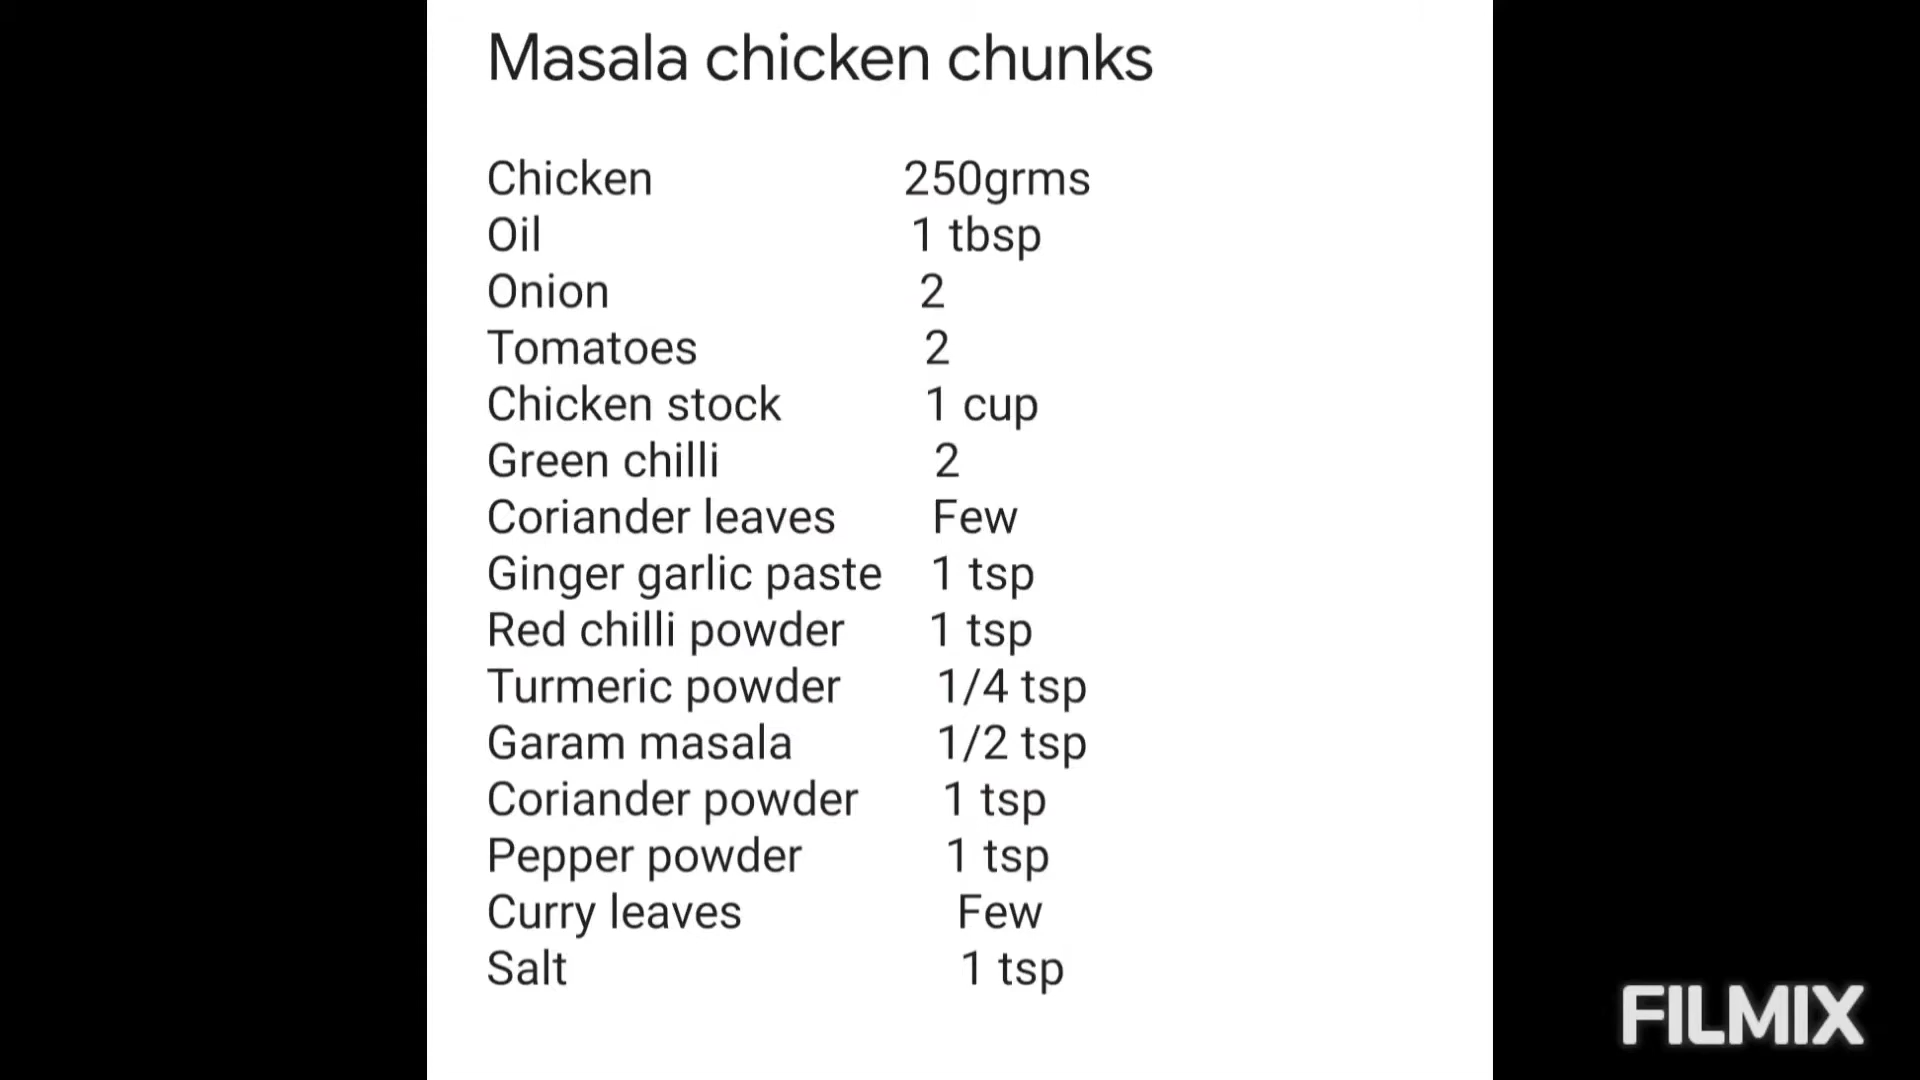 Masala chicken chunks
Chicken 250grms
Oil 1 tbsp
Onion 2
Tomatoes 2
Chicken stock 1 cup
Green chilli 2
Coriander leaves Few
Ginger garlic paste 1 tsp
Red chilli powder 1 tsp
Turmeric powder 1/4 tsp
Garam masala 1/2 tsp
Coriander powder 1 tsp
Pepper powder 1 tsp
Curry leaves Few
Salt 1 tsp
FILMIX